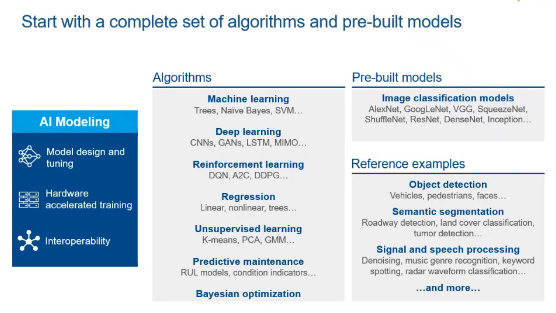 Start with a complete set of algorithms and pre-built models
AI Modeling
Model design and
tuning
Hardware
accelerated training
Interoperability
Algorithms
Machine learning
Trees, Naïve Bayes, SVM…
Deep learning
CNNs, GANs, LSTM, MIMO…
Reinforcement learning
DQN, A2C, DDPG…
Regression
Linear, nonlinear, trees…
Unsupervised learning
K-means, PCA, GMM…
Predictive maintenance
RUL models, condition indicators…
Bayesian optimization
Pre-built models
Image classification models
AlexNet, GoogLeNet, VGG, SqueezeNet,
ShuffleNet, ResNet, DenseNet, Inception…
Reference examples
Object detection
Vehicles, pedestrians, faces…
Semantic segmentation
Roadway detection, land cover classification,
tumor detection…
Signal and speech processing
Denoising, music genre recognition, keyword
spotting, radar waveform classification…
…and more…